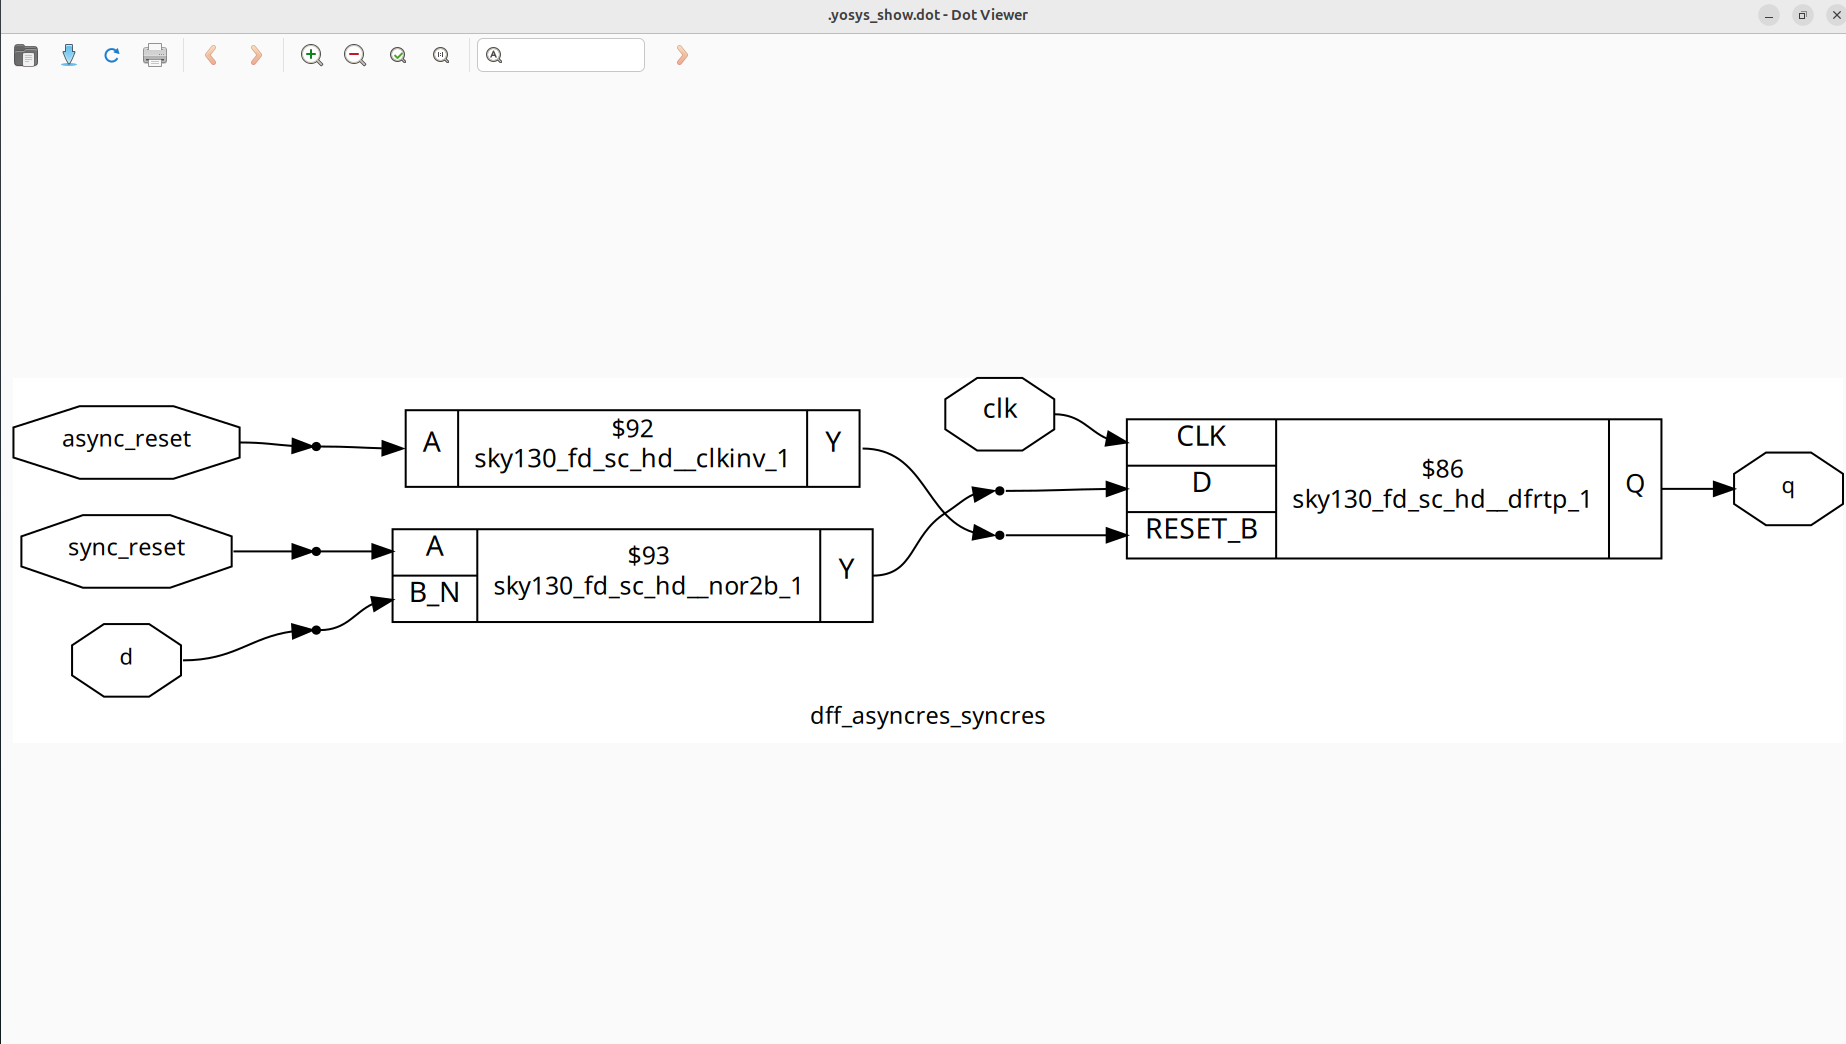 .yosys_show.dot - Dot Viewer
async_reset
A
$92
sky130_fd_sc_hd__clkinv_1
Y
sync_reset
d
A
B_N
$93
sky130_fd_sc_hd__nor2b_1
Y
clk
CLK
D
RESET_B
$86
sky130_fd_sc_hd__dfrtp_1
Q
q
dff_asyncres_syncres